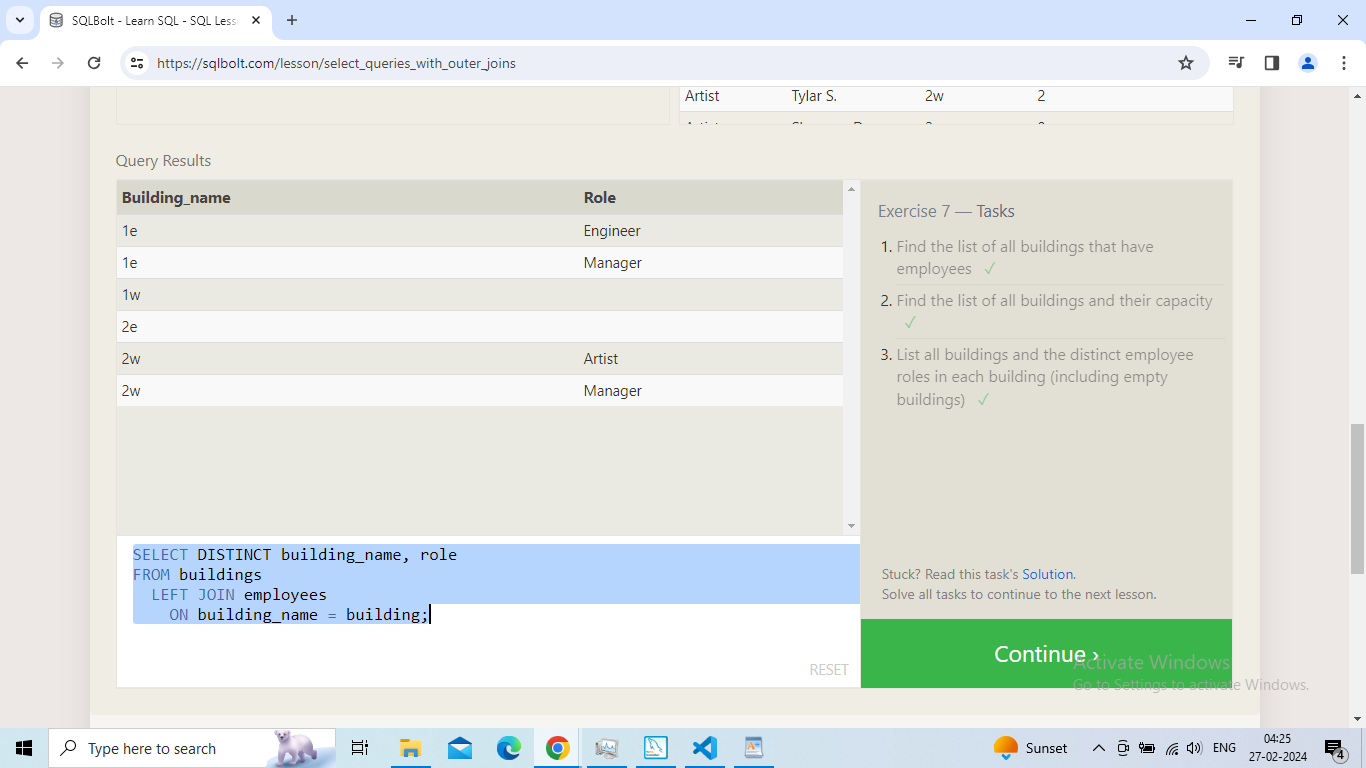 SQLBolt - Learn SQL - SQL Less
https://sqlbolt.com/lesson/select_queries_with_outer_joins
Artist Tylar S. 2w 2
Query Results
Building_name Role
1e Engineer
1e Manager
1w
2e
2w Artist
2w Manager
SELECT DISTINCT building_name, role
FROM buildings
LEFT JOIN employees
ON building_name = building;
RESET
Exercise 7 — Tasks
1. Find the list of all buildings that have
employees ✓
2. Find the list of all buildings and their capacity
✓
3. List all buildings and the distinct employee
roles in each building (including empty
buildings) ✓
Stuck? Read this task's Solution.
Solve all tasks to continue to the next lesson.
Continue ›
Activate Windows
Go to Settings to activate Windows.
Type here to search
Sunset
ENG
04:25
27-02-2024
4